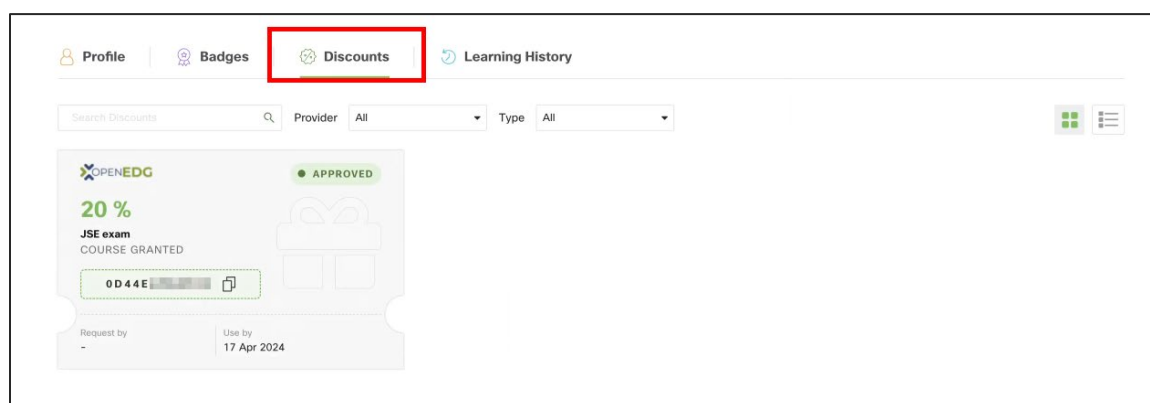 Profile Badges Discounts Learning History
Search Discounts Provider All Type All
OPENEDG APPROVED
20 %
JSE exam
COURSE GRANTED
0D44E
Request by Use by
- 17 Apr 2024